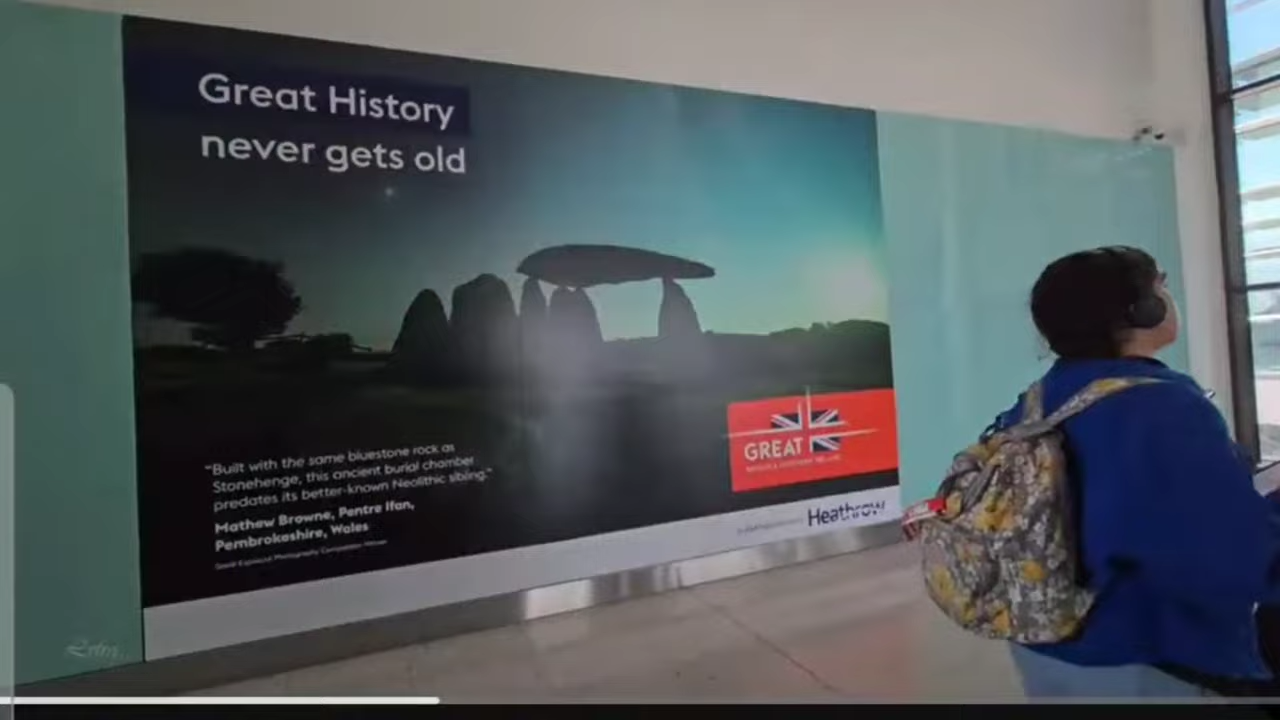 Great History
never gets old
"Built with the same bluestone rock as
Stonehenge, this ancient burial chamber
predates its better-known Neolithic sibling."
Mathew Browne, Pentre Ifan,
Pembrokeshire, Wales
GREAT
Heathrow